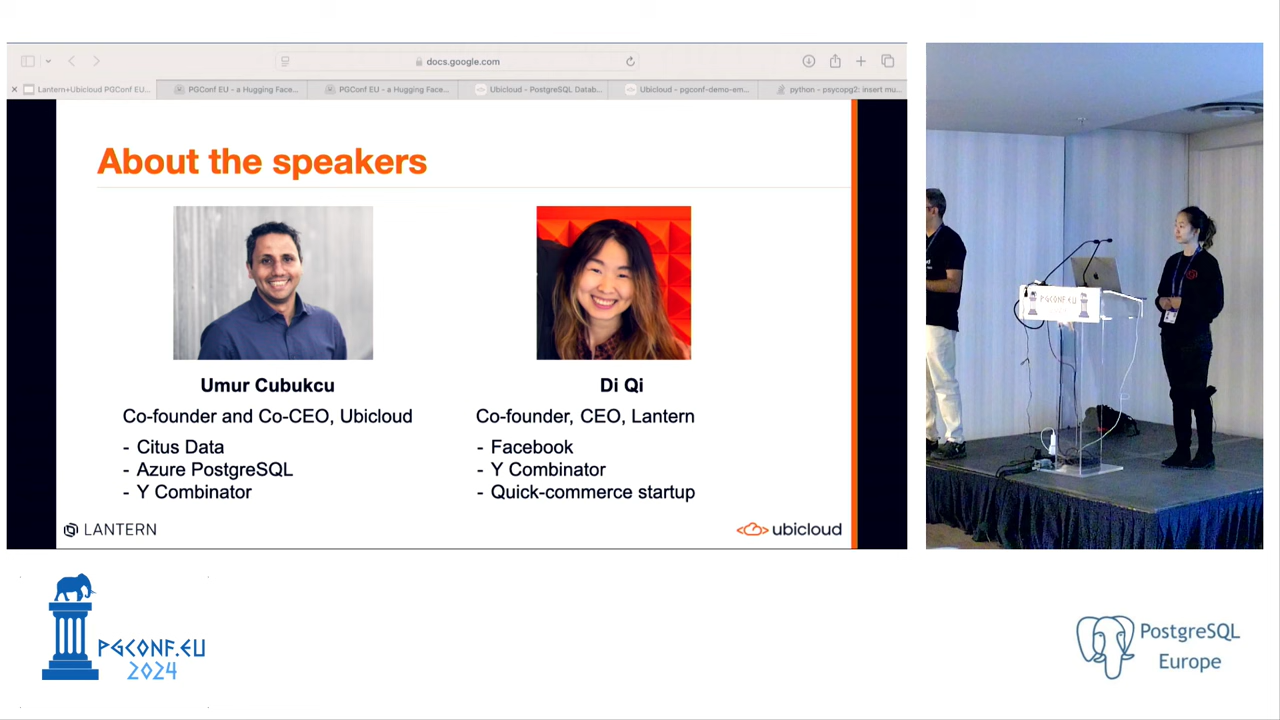 docs.google.com
Lantern+Ubicloud PGConf EU...
PGConf EU - a Hugging Face...
PGConf EU - a Hugging Face...
Ubicloud - PostgreSQL Datab...
Ubicloud - pgconf-demo-em...
python - psycopg2: insert mu...
About the speakers
Umur Cubukcu
Co-founder and Co-CEO, Ubicloud
- Citus Data
- Azure PostgreSQL
- Y Combinator
Di Qi
Co-founder, CEO, Lantern
- Facebook
- Y Combinator
- Quick-commerce startup
LANTERN
ubicloud
PGCONF.EU
PGCONF.EU
2024
PostgreSQL
Europe